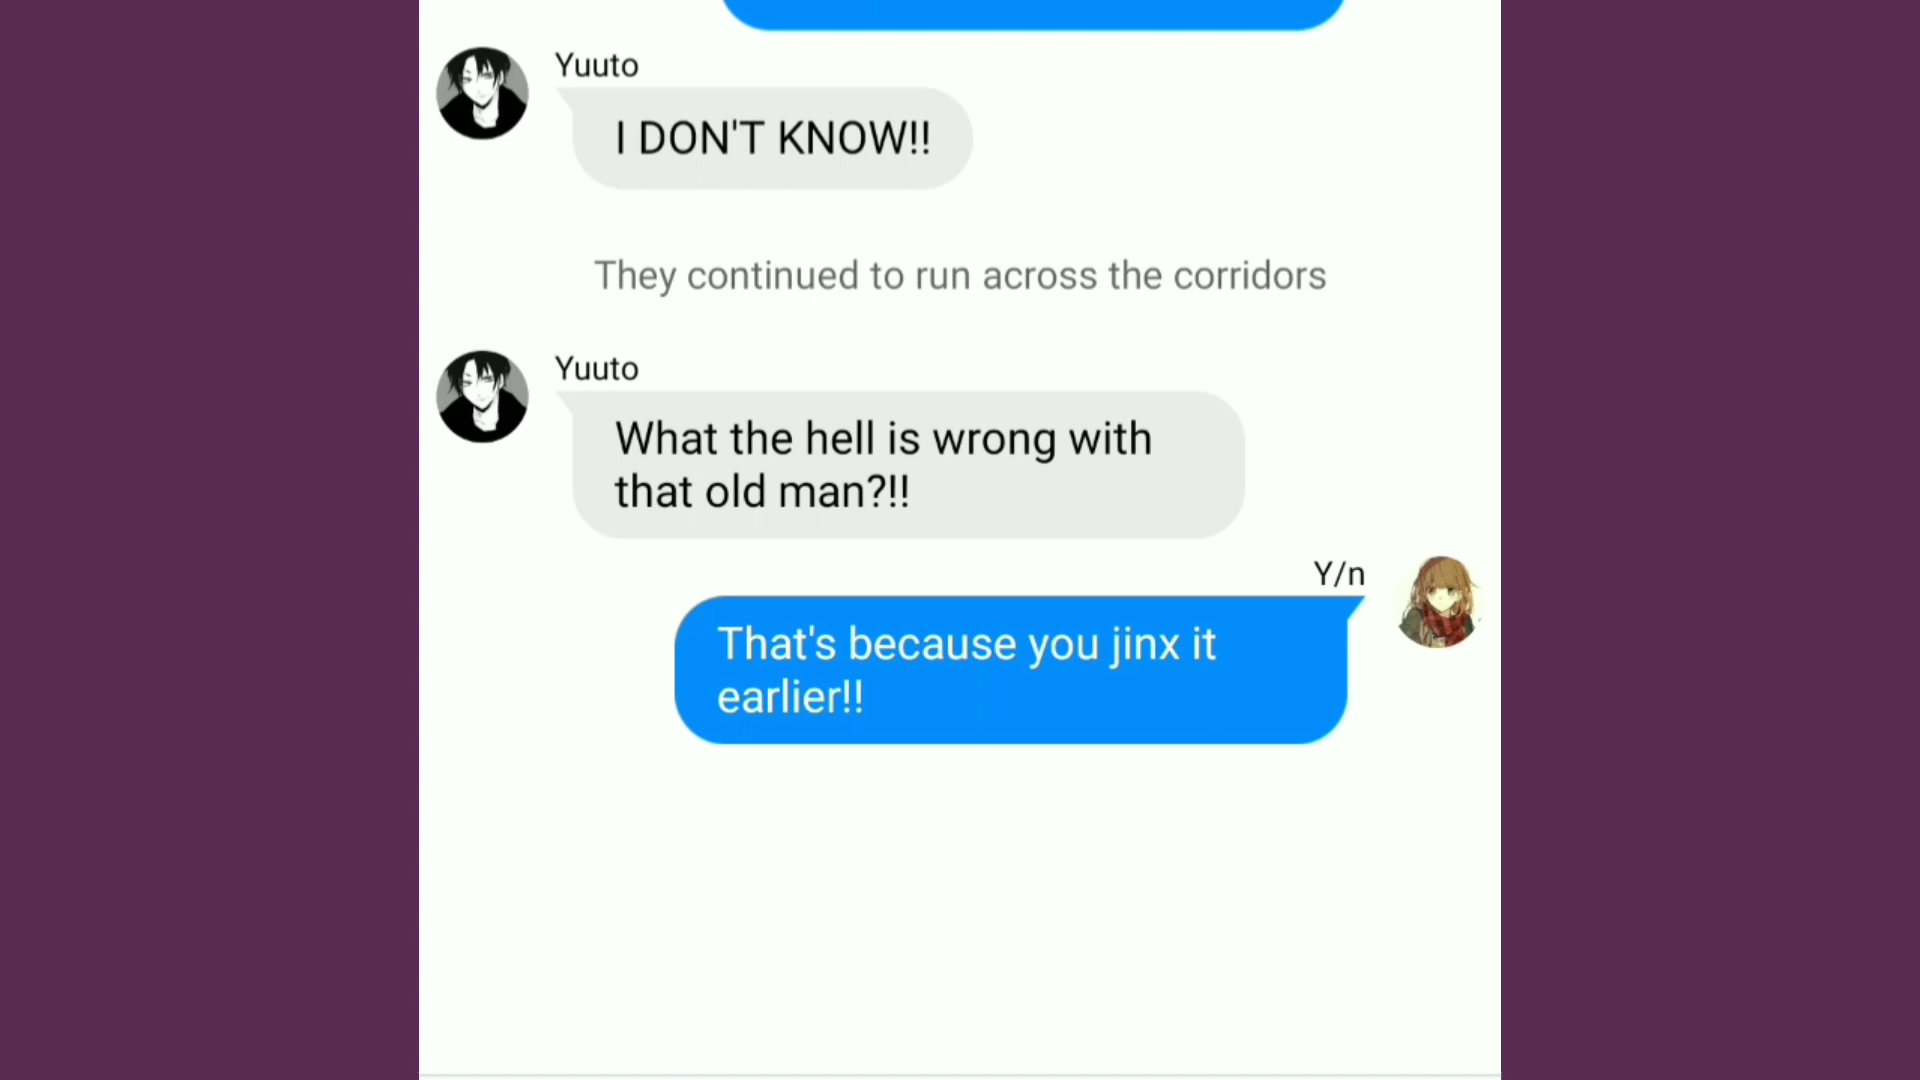 Yuuto
I DON'T KNOW!!
They continued to run across the corridors
Yuuto
What the hell is wrong with
that old man?!!
Y/n
That's because you jinx it
earlier!!